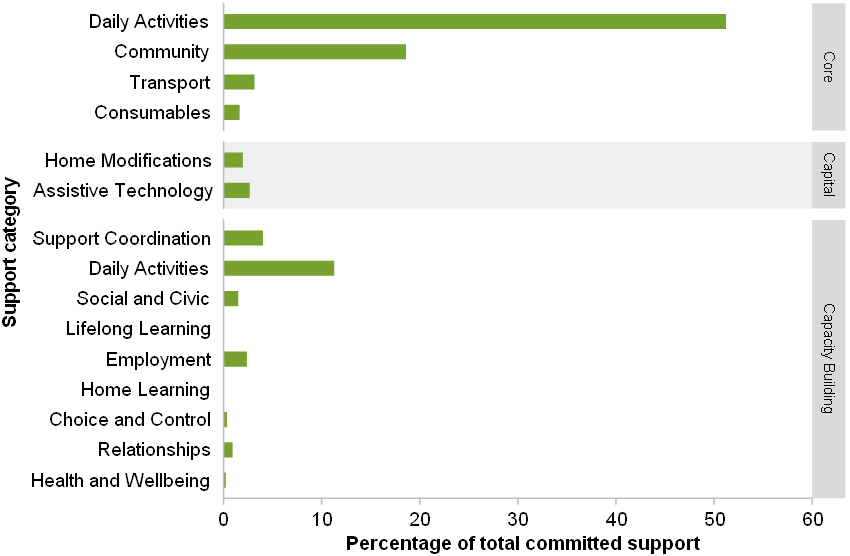 Support category
Daily Activities
Community
Transport
Consumables
Core
Home Modifications
Assistive Technology
Capital
Support Coordination
Daily Activities
Social and Civic
Lifelong Learning
Employment
Home Learning
Choice and Control
Relationships
Health and Wellbeing
Capacity Building
0 10 20 30 40 50 60
Percentage of total committed support